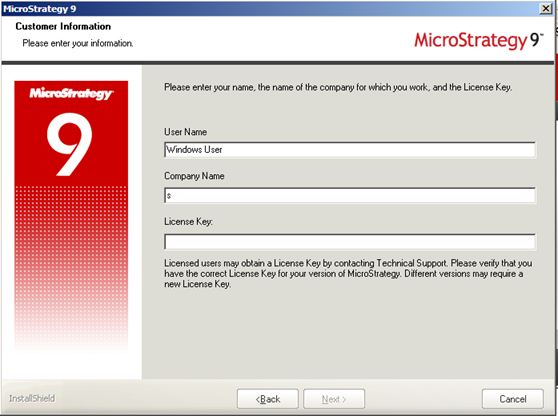 MicroStrategy 9
Customer Information
Please enter your information.
MicroStrategy 9™
MicroStrategy
9
Please enter your name, the name of the company for which you work, and the License Key.
User Name
Windows User
Company Name
s
License Key:
Licensed users may obtain a License Key by contacting Technical Support. Please verify that you
have the correct License Key for your version of MicroStrategy. Different versions may require a
new License Key.
InstallShield
<Back
Next >
Cancel